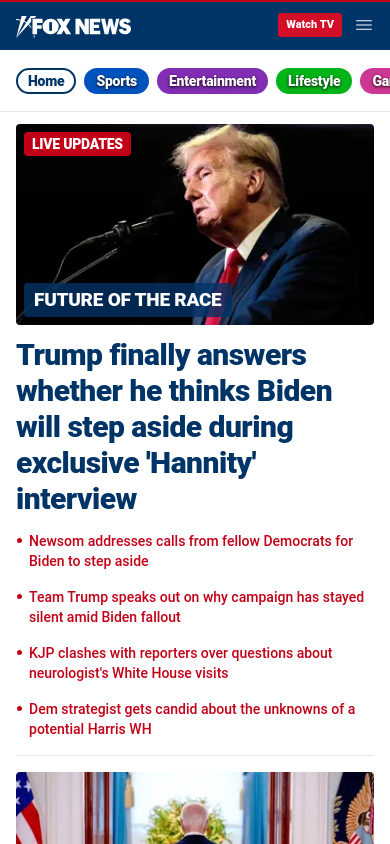 FOX NEWS
Watch TV
Home
Sports
Entertainment
Lifestyle
LIVE UPDATES
FUTURE OF THE RACE
Trump finally answers
whether he thinks Biden
will step aside during
exclusive 'Hannity'
interview
Newsom addresses calls from fellow Democrats for
Biden to step aside
Team Trump speaks out on why campaign has stayed
silent amid Biden fallout
KJP clashes with reporters over questions about
neurologist's White House visits
Dem strategist gets candid about the unknowns of a
potential Harris WH